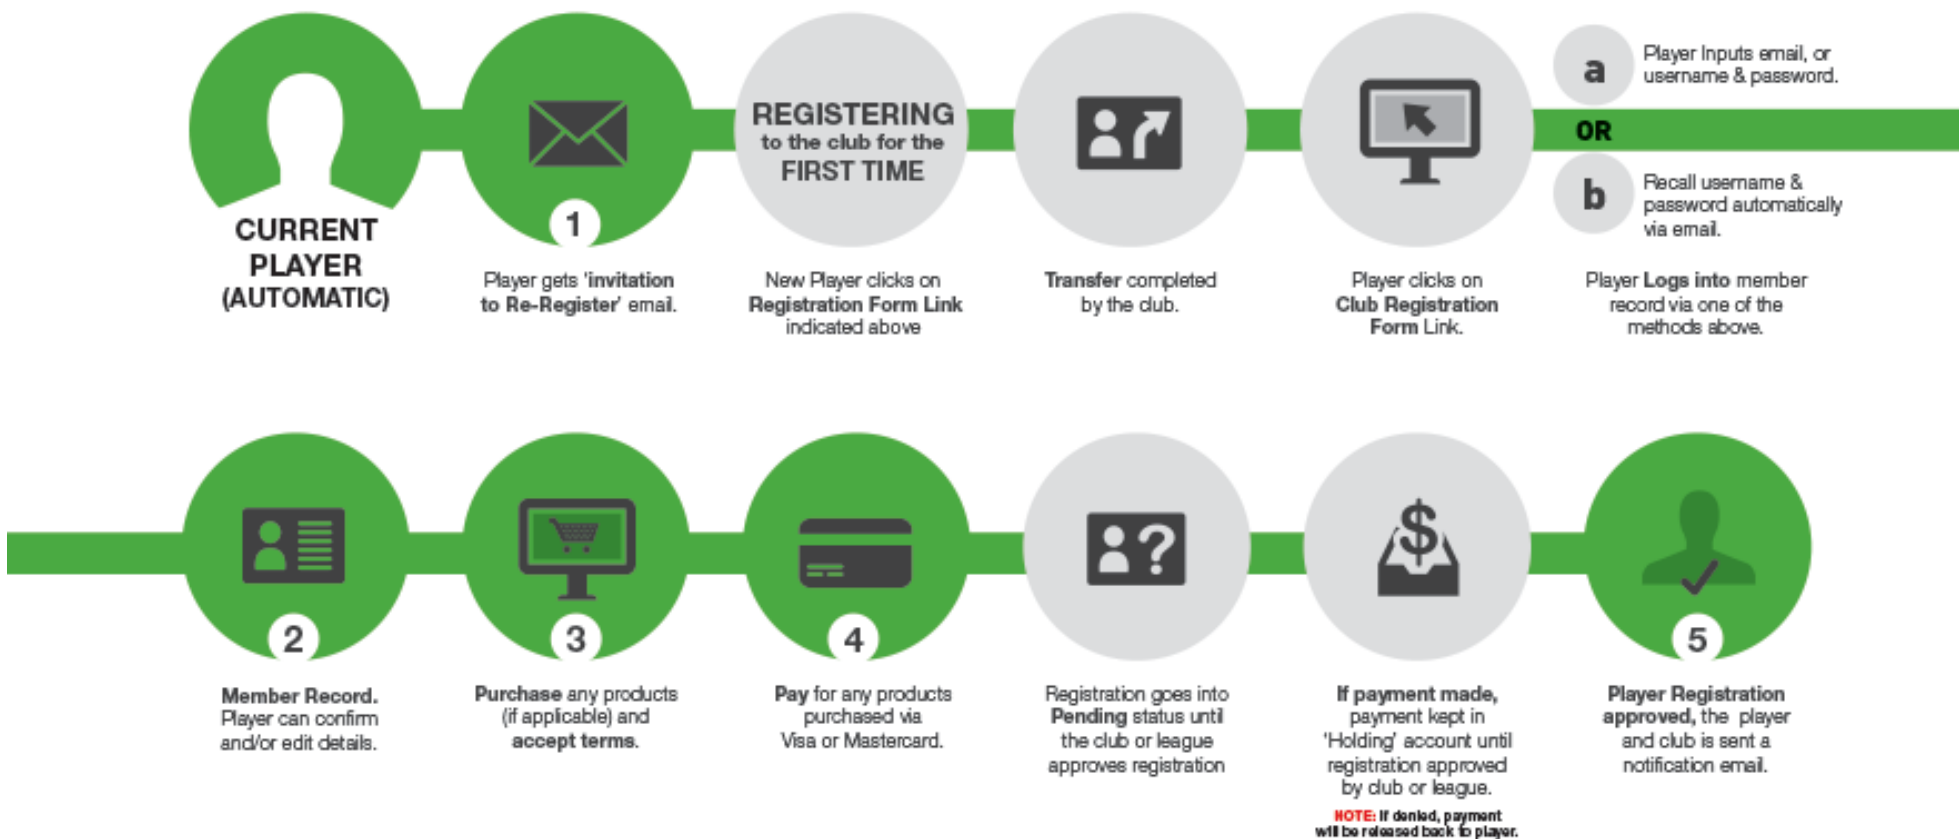 CURRENT
PLAYER
(AUTOMATIC)
1
Player gets 'invitation
to Re-Register' email.
REGISTERING
to the club for the
FIRST TIME
New Player clicks on
Registration Form Link
indicated above
Transfer completed
by the club.
Player clicks on
Club Registration
Form Link.
a
Player Inputs email, or
username & password.
OR
b
Recall username &
password automatically
via email.
Player Logs into member
record via one of the
methods above.
2
Member Record.
Player can confirm
and/or edit details.
3
Purchase any products
(if applicable) and
accept terms.
4
Pay for any products
purchased via
Visa or Mastercard.
?
Registration goes into
Pending status until
the club or league
approves registration
$
If payment made,
payment kept in
'Holding' account until
registration approved
by club or league.
NOTE: If denied, payment
will be released back to player.
5
Player Registration
approved, the player
and club is sent a
notification email.